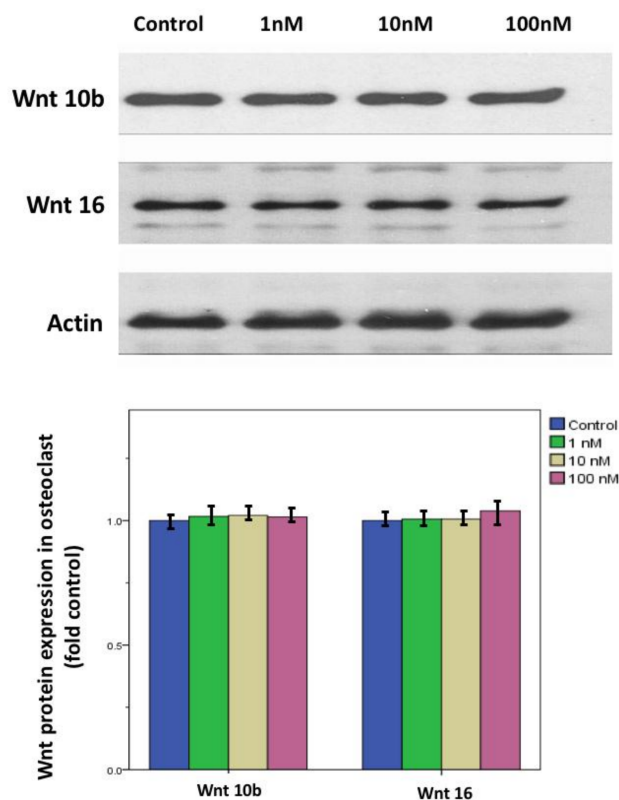 Control 1nM 10nM 100nM
Wnt 10b
Wnt 16
Actin
Wnt protein expression in osteoclast
(fold control)
1.0
0.5
0.0
Control
1 nM
10 nM
100 nM
Wnt 10b Wnt 16